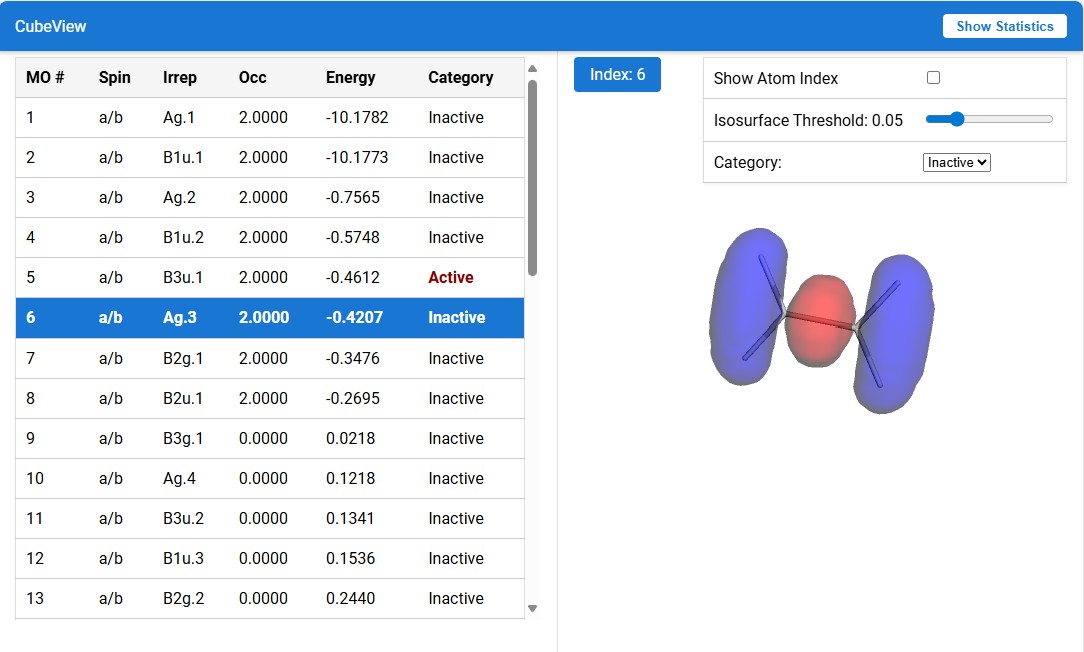 CubeView
Show Statistics
MO # Spin Irrep Occ Energy Category
1 a/b Ag.1 2.0000 -10.1782 Inactive
2 a/b B1u.1 2.0000 -10.1773 Inactive
3 a/b Ag.2 2.0000 -0.7565 Inactive
4 a/b B1u.2 2.0000 -0.5748 Inactive
5 a/b B3u.1 2.0000 -0.4612 Active
6 a/b Ag.3 2.0000 -0.4207 Inactive
7 a/b B2g.1 2.0000 -0.3476 Inactive
8 a/b B2u.1 2.0000 -0.2695 Inactive
9 a/b B3g.1 0.0000 0.0218 Inactive
10 a/b Ag.4 0.0000 0.1218 Inactive
11 a/b B3u.2 0.0000 0.1341 Inactive
12 a/b B1u.3 0.0000 0.1536 Inactive
13 a/b B2g.2 0.0000 0.2440 Inactive
Index: 6
Show Atom Index
Isosurface Threshold: 0.05
Category: Inactive